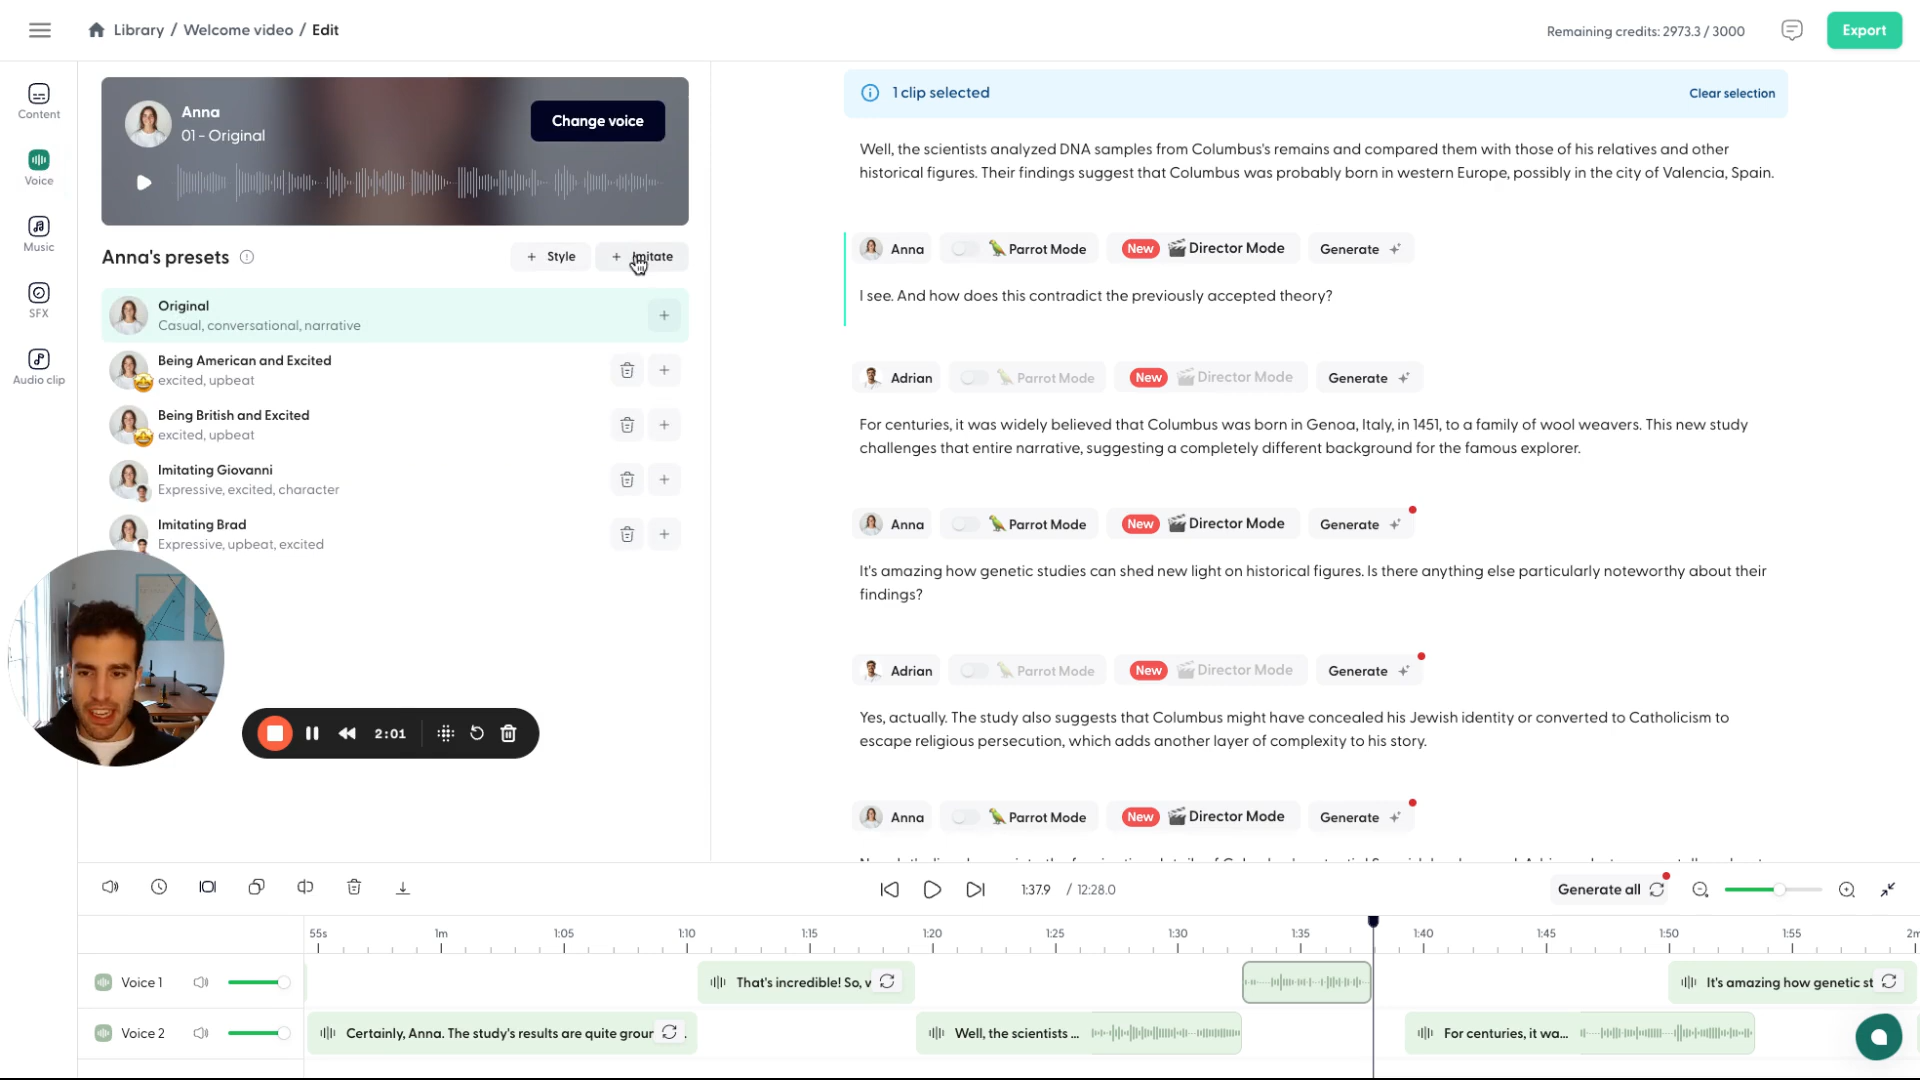 Library / Welcome video / Edit
Remaining credits: 2973.3 / 3000
Export
Content
Voice
Music
SFX
Audio clip
Anna
01 - Original
Change voice
Anna's presets
+ Style
+ Imitate
Original
Casual, conversational, narrative
Being American and Excited
excited, upbeat
Being British and Excited
excited, upbeat
Imitating Giovanni
Expressive, excited, character
Imitating Brad
Expressive, upbeat, excited
2:01
1 clip selected
Clear selection
Well, the scientists analyzed DNA samples from Columbus's remains and compared them with those of his relatives and other
historical figures. Their findings suggest that Columbus was probably born in western Europe, possibly in the city of Valencia, Spain.
Anna Parrot Mode New Director Mode Generate
I see. And how does this contradict the previously accepted theory?
Adrian Parrot Mode New Director Mode Generate
For centuries, it was widely believed that Columbus was born in Genoa, Italy, in 1451, to a family of wool weavers. This new study
challenges that entire narrative, suggesting a completely different background for the famous explorer.
Anna Parrot Mode New Director Mode Generate
It's amazing how genetic studies can shed new light on historical figures. Is there anything else particularly noteworthy about their
findings?
Adrian Parrot Mode New Director Mode Generate
Yes, actually. The study also suggests that Columbus might have concealed his Jewish identity or converted to Catholicism to
escape religious persecution, which adds another layer of complexity to his story.
Anna Parrot Mode New Director Mode Generate
1:37.9 / 12:28.0
Generate all
55s 1m 1:05 1:10 1:15 1:20 1:25 1:30 1:35 1:40 1:45 1:50 1:55 2m
Voice 1
That's incredible! So, v
It's amazing how genetic st
Voice 2
Certainly, Anna. The study's results are quite grour
Well, the scientists ...
For centuries, it wa...